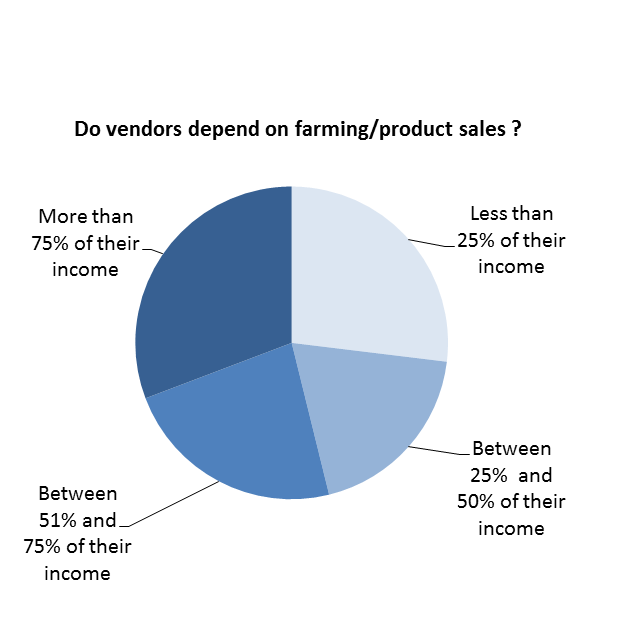 Do vendors depend on farming/product sales ?
More than
75% of their
income
Less than
25% of their
income
Between
25%  and
50% of their
income
Between
51% and
75% of their
income